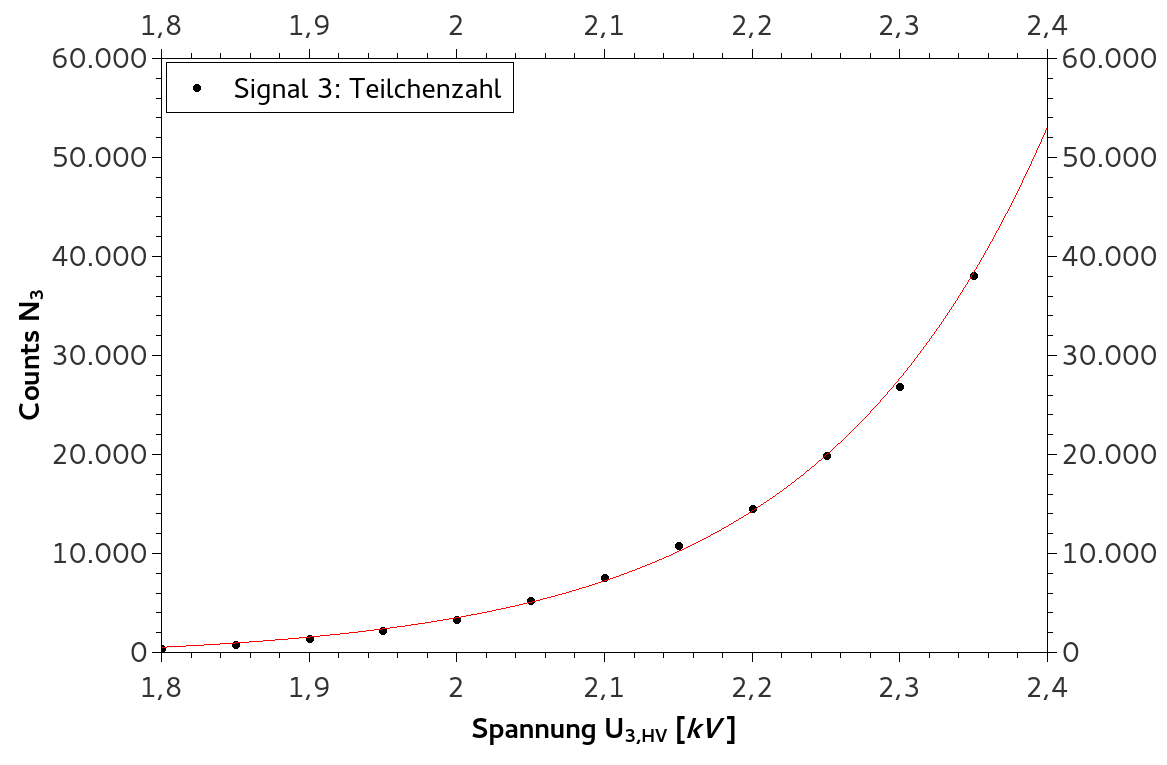 1,8 1,9 2 2,1 2,2 2,3 2,4
60.000 60.000
Signal 3: Teilchenzahl
50.000 50.000
40.000 40.000
30.000 30.000
20.000 20.000
10.000 10.000
0 0
Counts N₃
1,8 1,9 2 2,1 2,2 2,3 2,4
Spannung U₃,HV [kV]